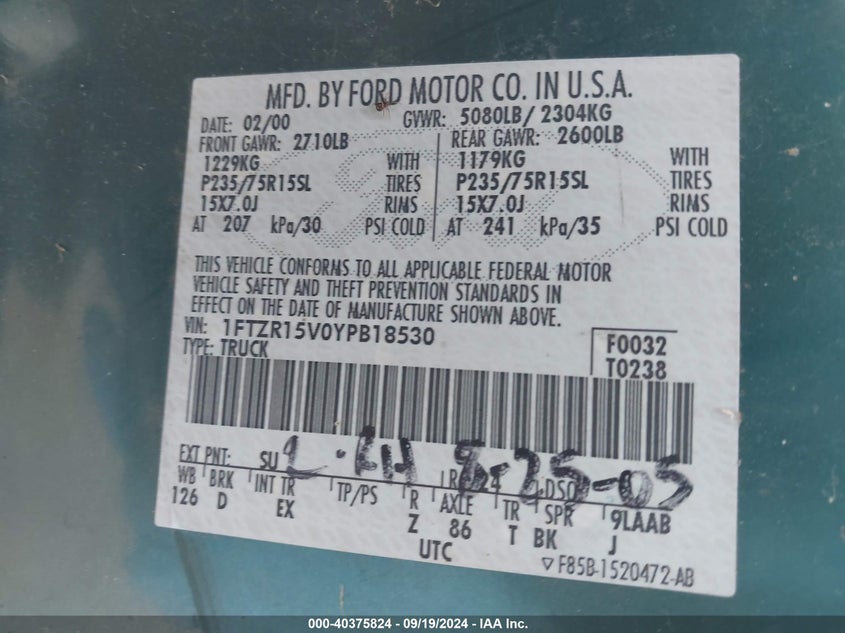 MFD. BY FORD MOTOR CO. IN U.S.A.
DATE: 02/00 GVWR: 5080LB/ 2304KG
FRONT GAWR: 2710LB REAR GAWR: 2600LB
1229KG WITH 1179KG WITH
P235/75R15SL TIRES P235/75R15SL TIRES
15X7.0J RIMS 15X7.0J RIMS
AT 207 kPa/30 PSI COLD AT 241 kPa/35 PSI COLD
THIS VEHICLE CONFORMS TO ALL APPLICABLE FEDERAL MOTOR
VEHICLE SAFETY AND THEFT PREVENTION STANDARDS IN
EFFECT ON THE DATE OF MANUFACTURE SHOWN ABOVE.
VIN: 1FTZR15V0YPB18530 F0032
TYPE: TRUCK T0238
EXT PNT: SU 8-25-05
WB BRK INT TR TP/PS R AXLE TR SPR 9LAAB
126 D EX Z 86 T BK J
UTC
F85B-1520472-AB
000-40375824 - 09/19/2024 - IAA Inc.